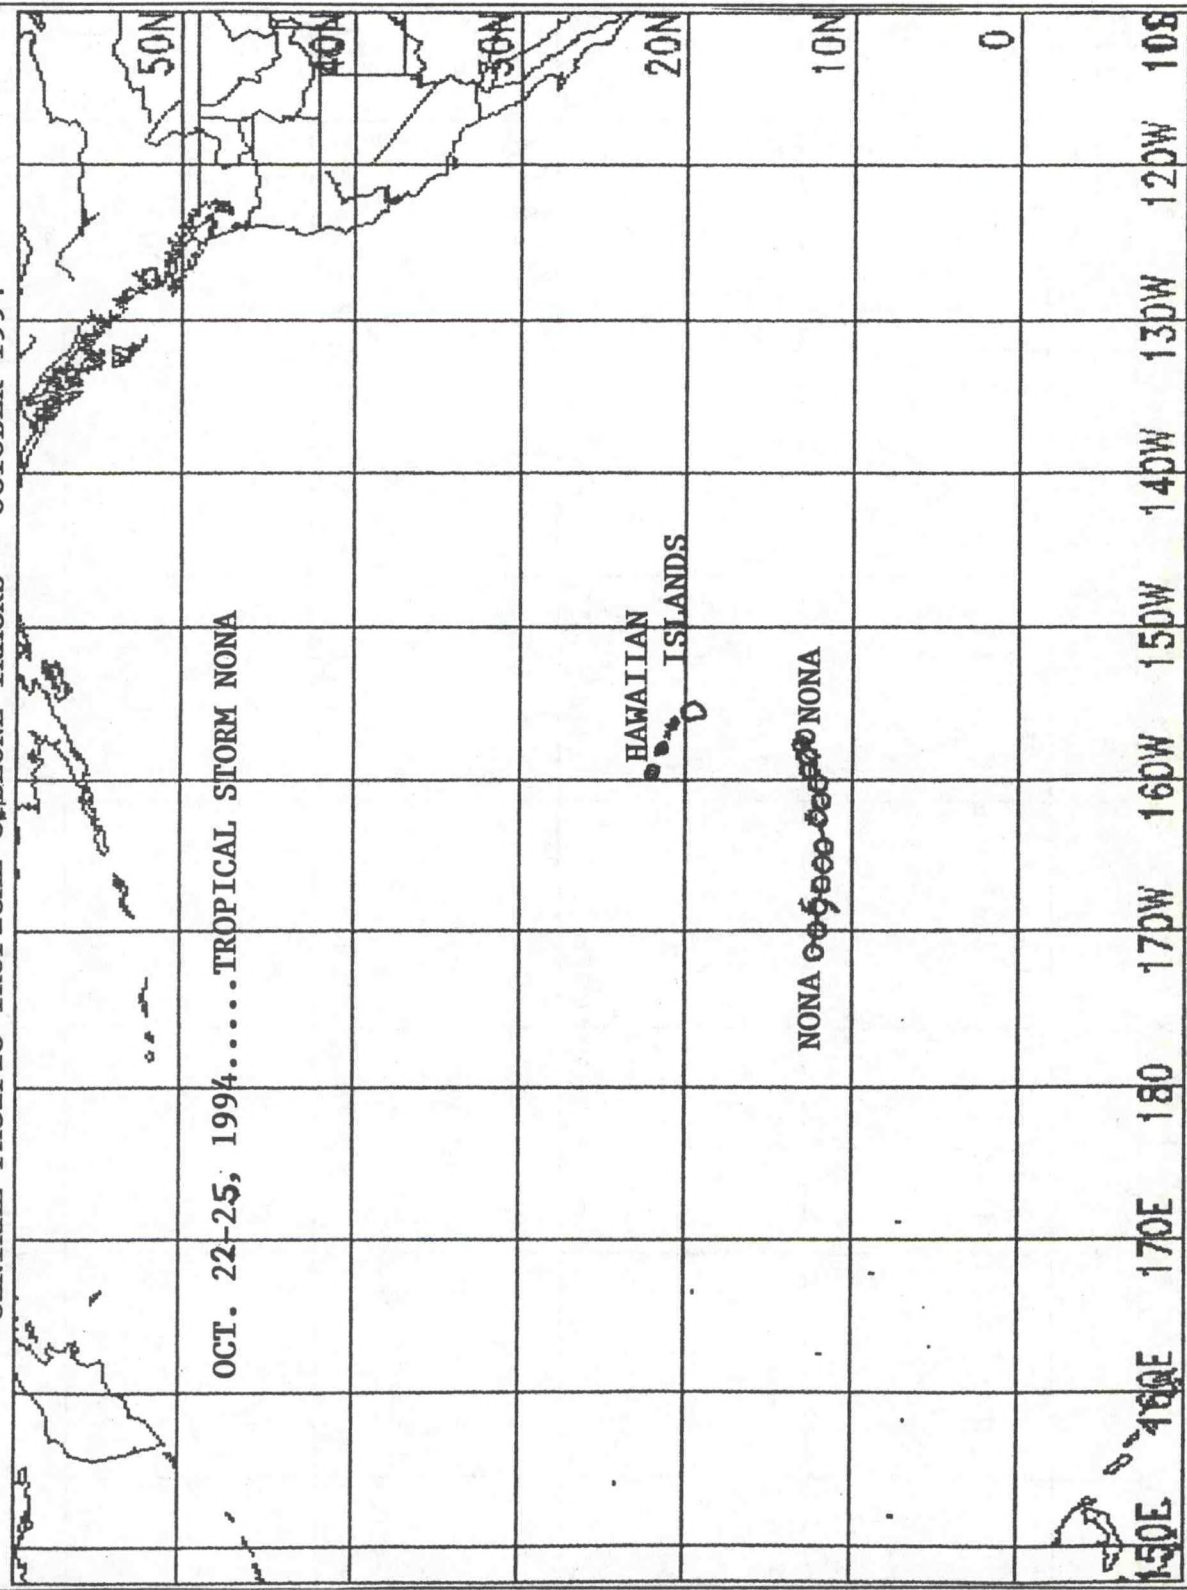 OCT. 22-25, 1994.....TROPICAL STORM NONA
HAWAIIAN
ISLANDS
NONA
NONA
50N
40N
30N
20N
10N
0
10S
150E
160E
170E
180
170W
160W
150W
140W
130W
120W